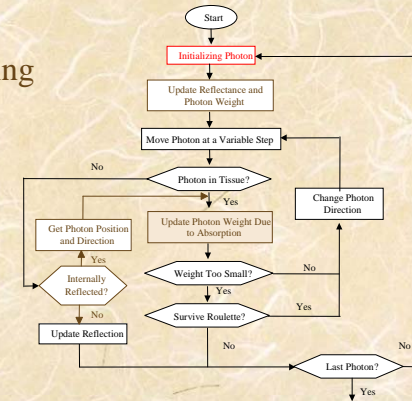 ing
Start
Initializing Photon
Update Reflectance and
Photon Weight
Move Photon at a Variable Step
No
Photon in Tissue?
Yes
Change Photon
Direction
Get Photon Position
and Direction
Update Photon Weight Due
to Absorption
Yes
Weight Too Small?
No
Internally
Reflected?
Yes
Yes
Survive Roulette?
No
Update Reflection
No
No
Last Photon?
Yes